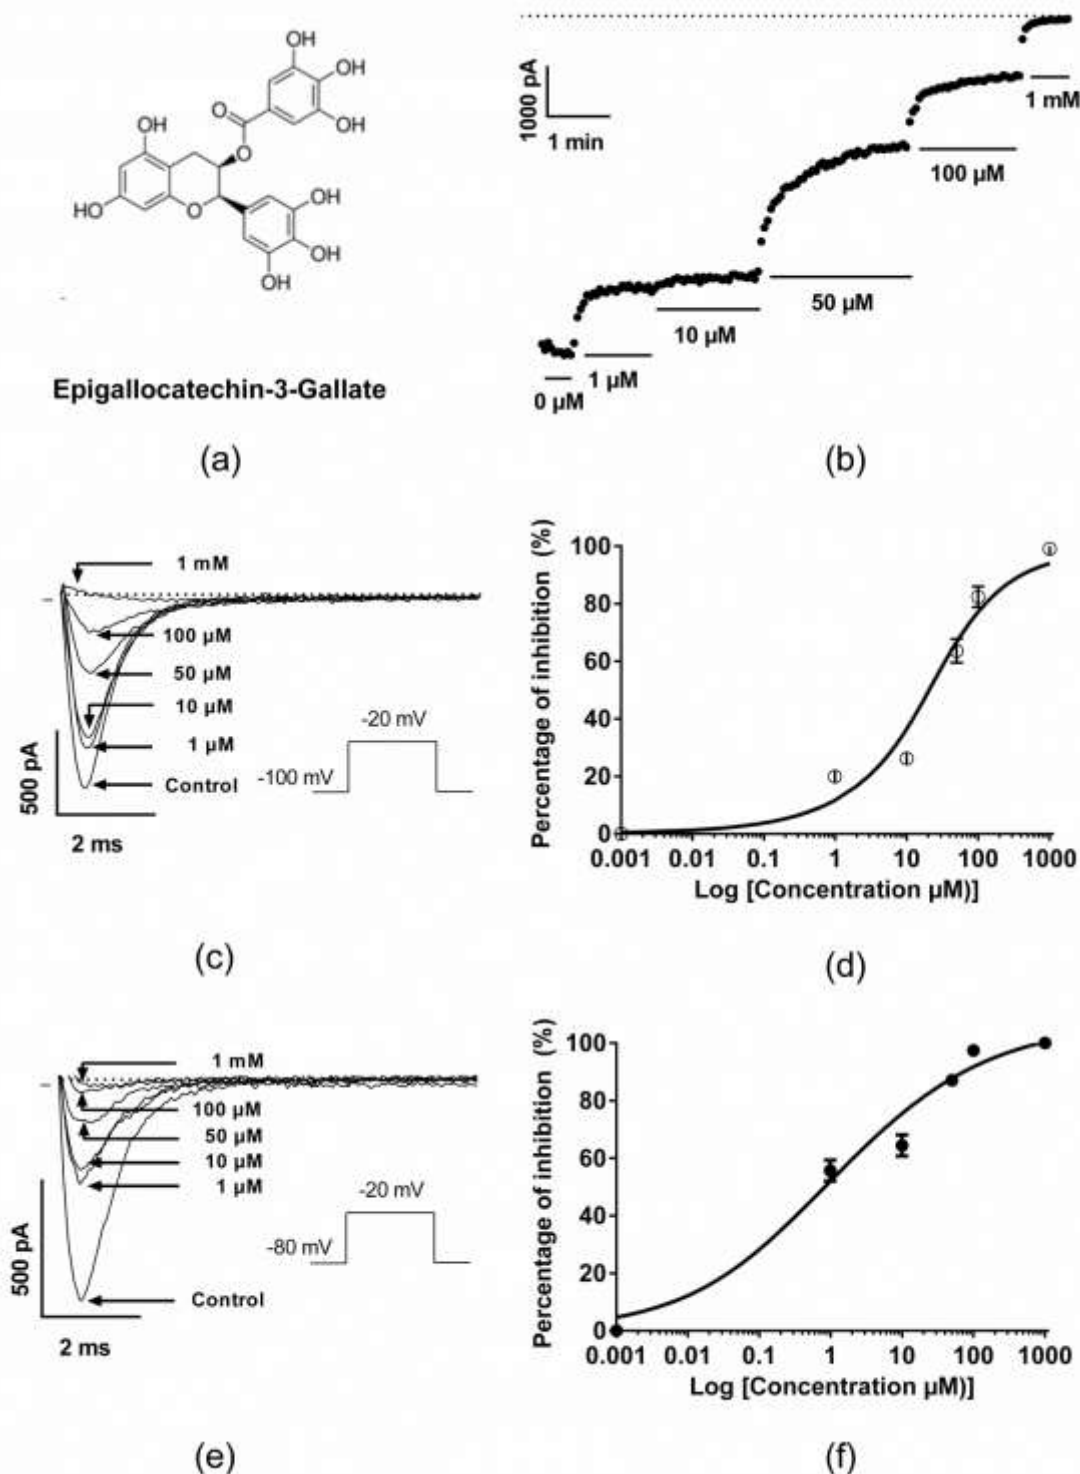 OH
OH
OH
O
O
OH
HO
O
OH
OH
OH
Epigallocatechin-3-Gallate
(a)
1000 pA
1 min
1 mM
100 µM
50 µM
10 µM
1 µM
0 µM
(b)
1 mM
100 µM
50 µM
10 µM
1 µM
Control
500 pA
2 ms
-20 mV
-100 mV
(c)
Percentage of inhibition (%)
100
80
60
40
20
0
0.001 0.01 0.1 1 10 100 1000
Log [Concentration µM)]
(d)
1 mM
100 µM
50 µM
10 µM
1 µM
Control
500 pA
2 ms
-20 mV
-80 mV
(e)
Percentage of inhibition (%)
100
80
60
40
20
0
0.001 0.01 0.1 1 10 100 1000
Log [Concentration µM)]
(f)